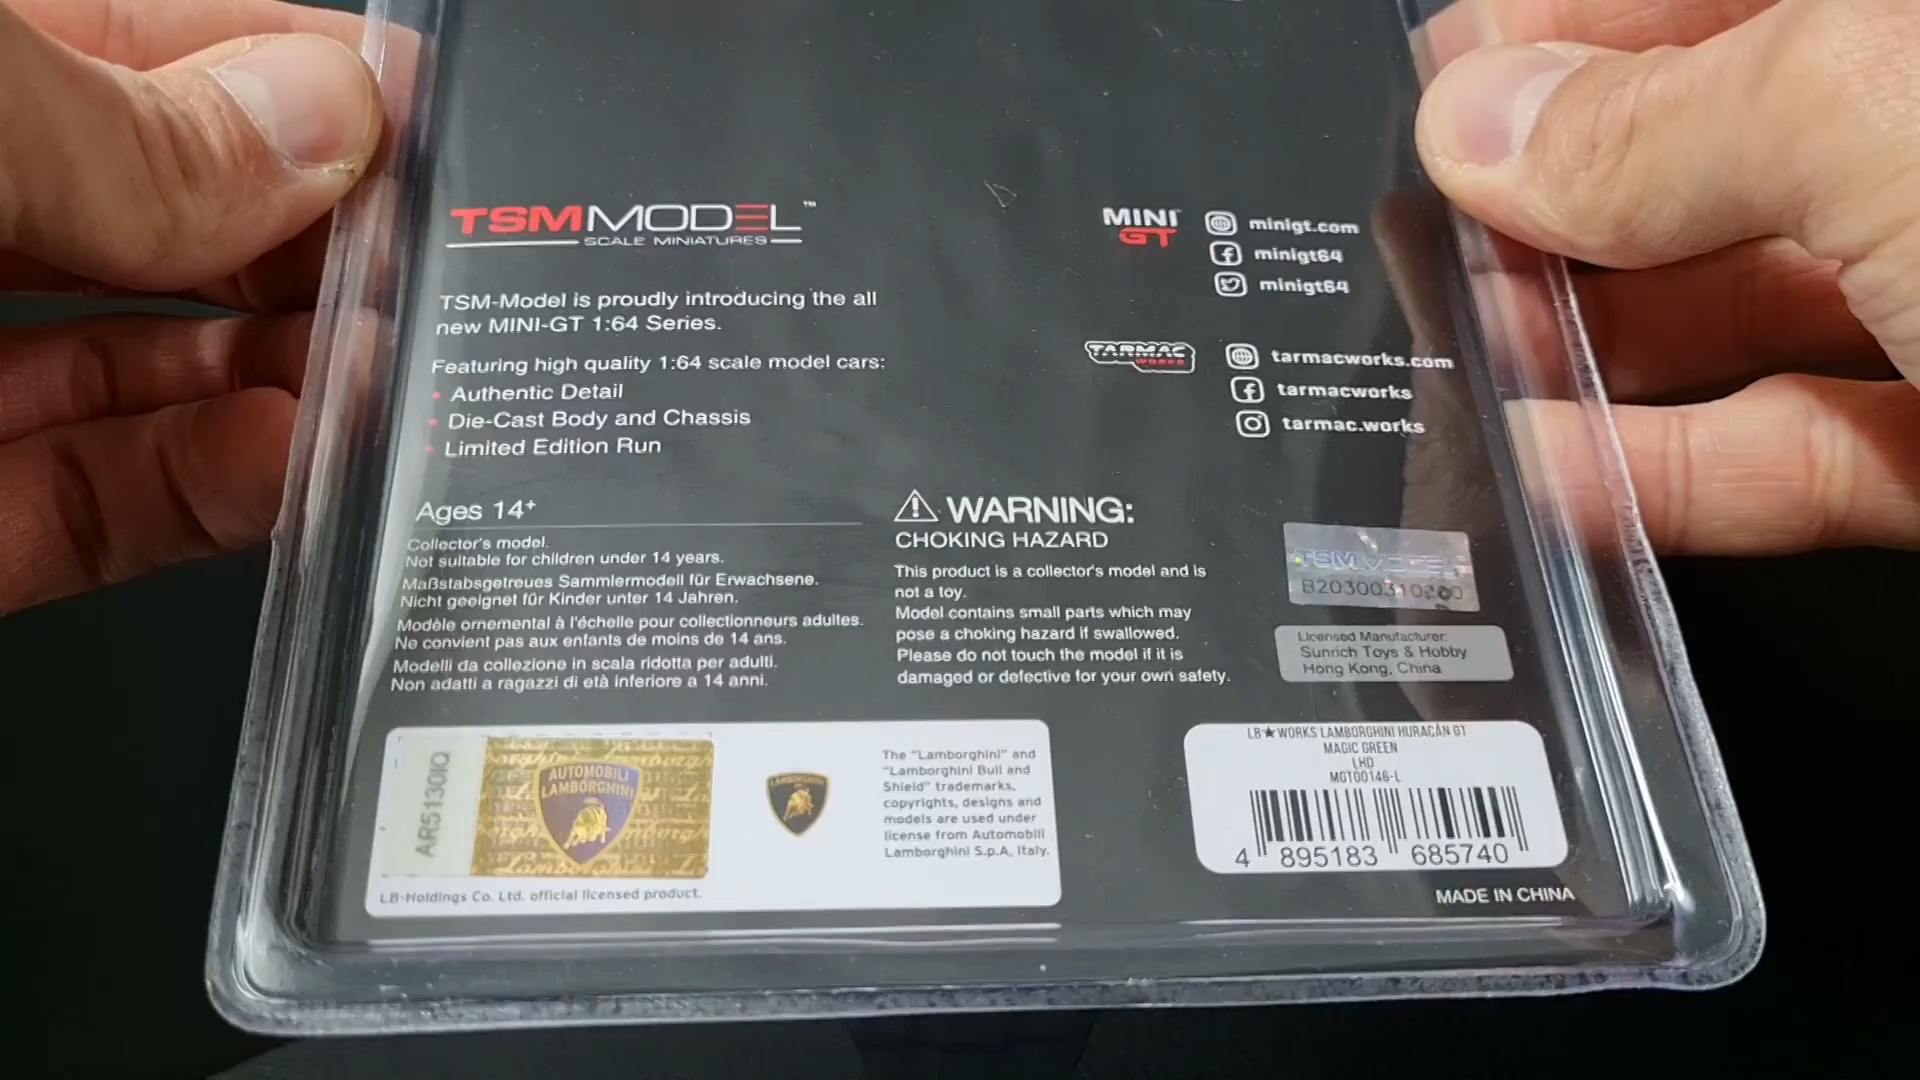 TSMMODEL™
SCALE MINIATURES
TSM-Model is proudly introducing the all
new MINI-GT 1:64 Series.
Featuring high quality 1:64 scale model cars:
• Authentic Detail
• Die-Cast Body and Chassis
• Limited Edition Run
MINI
GT
minigt.com
minigt64
minigt64
TARMAC
WORKS
tarmacworks.com
tarmacworks
tarmac.works
Ages 14+
Collector's model.
Not suitable for children under 14 years.
Maßstabsgetreues Sammlermodell für Erwachsene.
Nicht geeignet für Kinder unter 14 Jahren.
Modèle ornemental à l'échelle pour collectionneurs adultes.
Ne convient pas aux enfants de moins de 14 ans.
Modelli da collezione in scala ridotta per adulti.
Non adatti a ragazzi di età inferiore a 14 anni.
WARNING:
CHOKING HAZARD
This product is a collector's model and is
not a toy.
Model contains small parts which may
pose a choking hazard if swallowed.
Please do not touch the model if it is
damaged or defective for your own safety.
TSM MODEL
Licensed Manufacturer:
Sunrich Toys & Hobby
Hong Kong, China
AR5130IQ
AUTOMOBILI
LAMBORGHINI
LAMBORGHINI
The "Lamborghini" and
"Lamborghini Bull and
Shield" trademarks,
copyrights, designs and
models are used under
license from Automobili
Lamborghini S.p.A, Italy.
LB-Holdings Co. Ltd. official licensed product.
LB★WORKS LAMBORGHINI HURACÁN GT
MAGIC GREEN
LHD
MGT00146-L
4 895183 685740
MADE IN CHINA